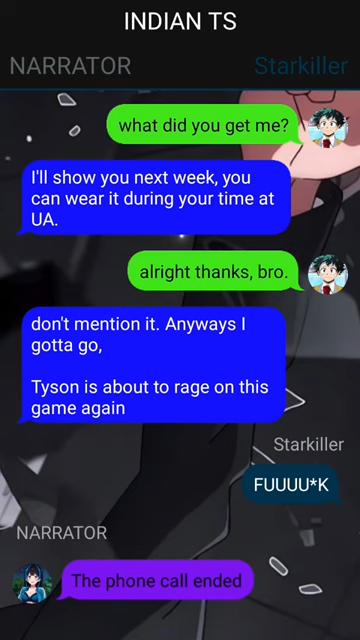 INDIAN TS
NARRATOR Starkiller
what did you get me?
I'll show you next week, you
can wear it during your time at
UA.
alright thanks, bro.
don't mention it. Anyways I
gotta go,
Tyson is about to rage on this
game again
Starkiller
FUUUU*K
NARRATOR
The phone call ended